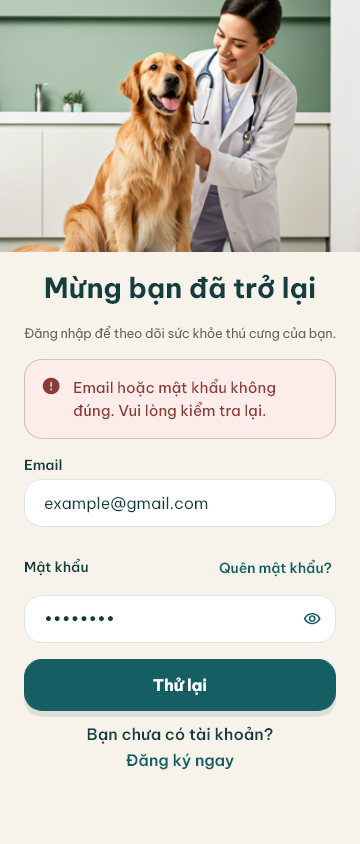 Mừng bạn đã trở lại
Đăng nhập để theo dõi sức khỏe thú cưng của bạn.
Email hoặc mật khẩu không
đúng. Vui lòng kiểm tra lại.
Email
example@gmail.com
Mật khẩu
Quên mật khẩu?
••••••••
Thử lại
Bạn chưa có tài khoản?
Đăng ký ngay